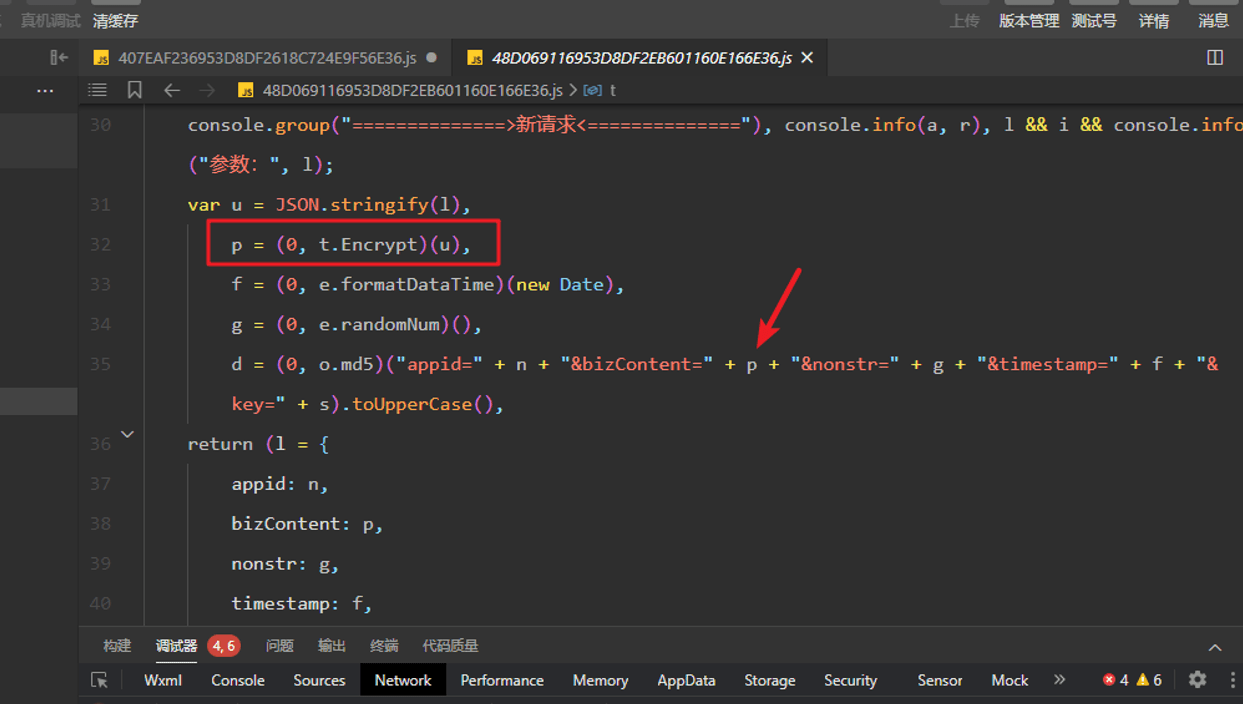 真机调试 清缓存 上传 版本管理 测试号 详情 消息
JS 407EAF236953D8DF2618C724E9F56E36.js JS 48D069116953D8DF2EB601160E166E36.js
JS 48D069116953D8DF2EB601160E166E36.js t
30 console.group("==============>新请求<=============="), console.info(a, r), l && i && console.info
("参数: ", l);
31 var u = JSON.stringify(l),
32 p = (0, t.Encrypt)(u),
33 f = (0, e.formatDataTime)(new Date),
34 g = (0, e.randomNum)(),
35 d = (0, o.md5)("appid=" + n + "&bizContent=" + p + "&nonstr=" + g + "&timestamp=" + f + "&
key=" + s).toUpperCase(),
36 return (l = {
37 appid: n,
38 bizContent: p,
39 nonstr: g,
40 timestamp: f,
构建 调试器 4, 6 问题 输出 终端 代码质量
Wxml Console Sources Network Performance Memory AppData Storage Security Sensor Mock 4 6